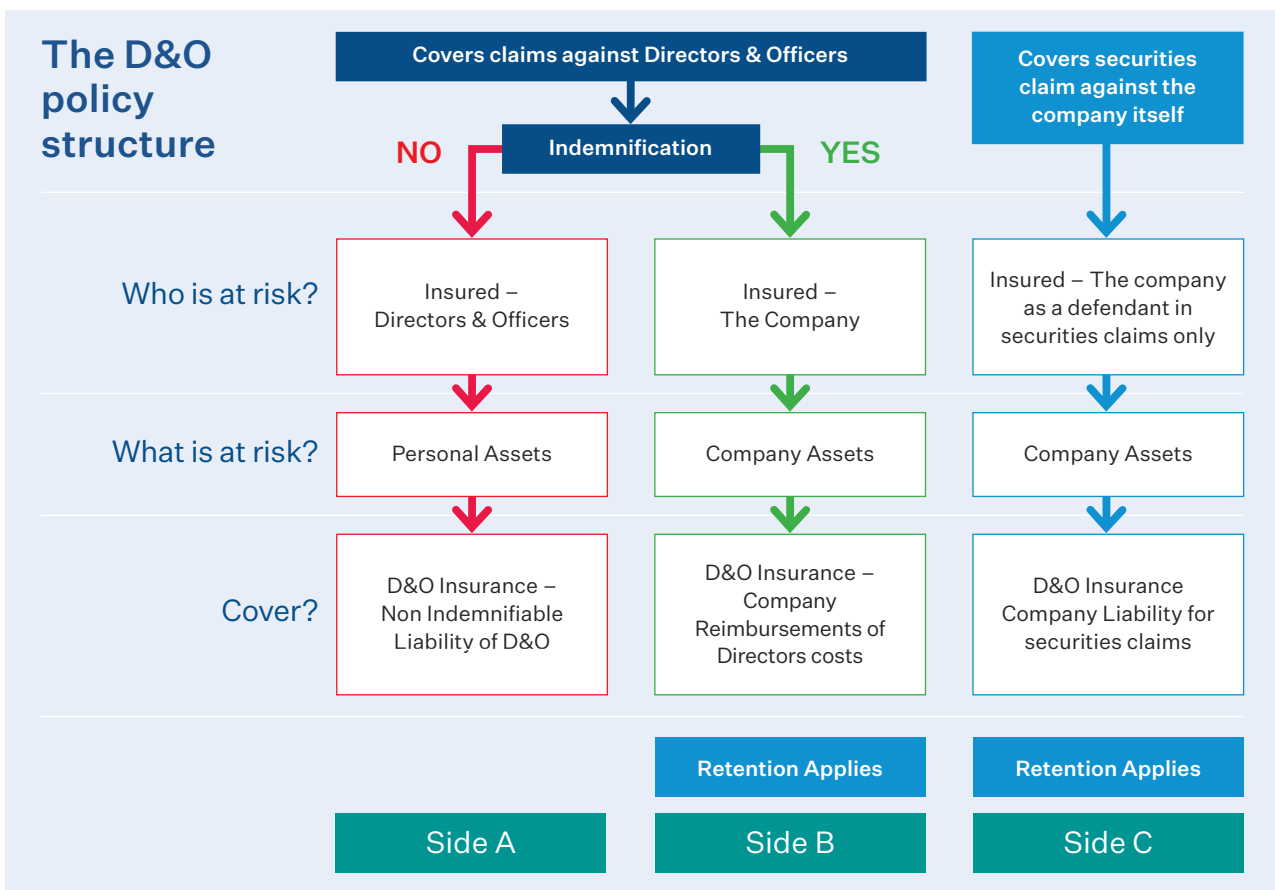 The D&O
policy
structure
Covers claims against Directors & Officers
Covers securities
claim against the
company itself
Indemnification
NO
YES
Who is at risk?
Insured –
Directors & Officers
Insured –
The Company
Insured – The company
as a defendant in
securities claims only
What is at risk?
Personal Assets
Company Assets
Company Assets
Cover?
D&O Insurance –
Non Indemnifiable
Liability of D&O
D&O Insurance –
Company
Reimbursements of
Directors costs
D&O Insurance
Company Liability for
securities claims
Retention Applies
Retention Applies
Side A
Side B
Side C